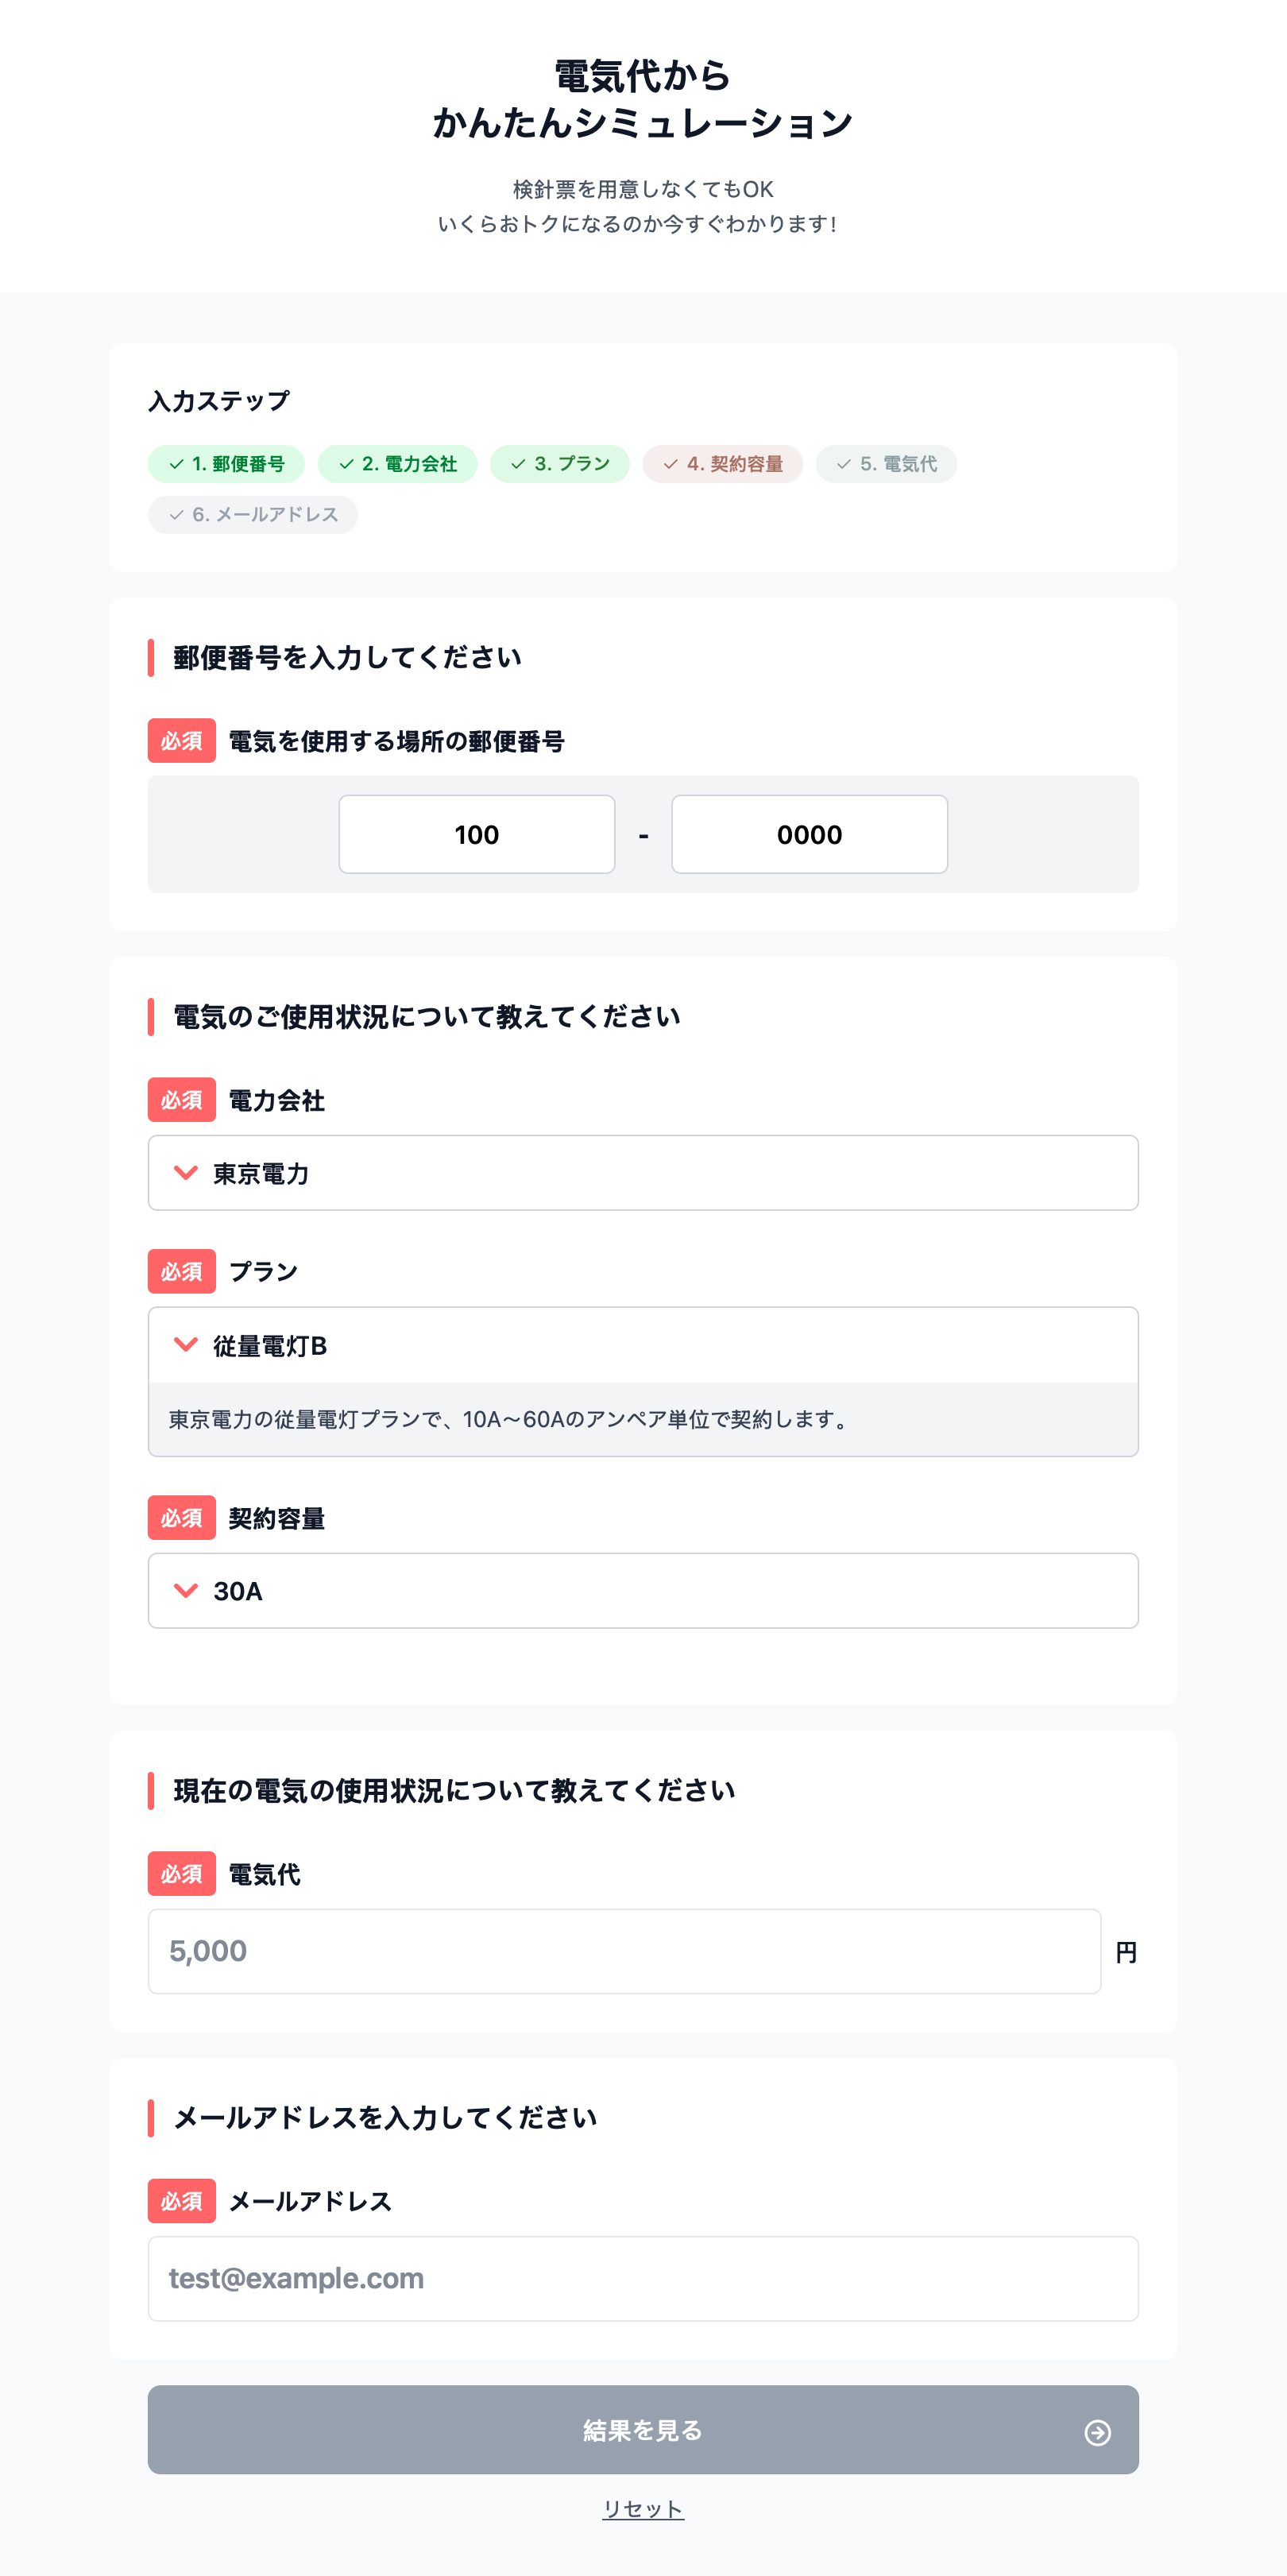 電気代から
かんたんシミュレーション
検針票を用意しなくてもOK
いくらおトクになるのか今すぐわかります!
入力ステップ
1. 郵便番号
2. 電力会社
3. プラン
4. 契約容量
5. 電気代
6. メールアドレス
郵便番号を入力してください
必須 電気を使用する場所の郵便番号
100 - 0000
電気のご使用状況について教えてください
必須 電力会社
東京電力
必須 プラン
従量電灯B
東京電力の従量電灯プランで、10A〜60Aのアンペア単位で契約します。
必須 契約容量
30A
現在の電気の使用状況について教えてください
必須 電気代
5,000 円
メールアドレスを入力してください
必須 メールアドレス
test@example.com
結果を見る
リセット